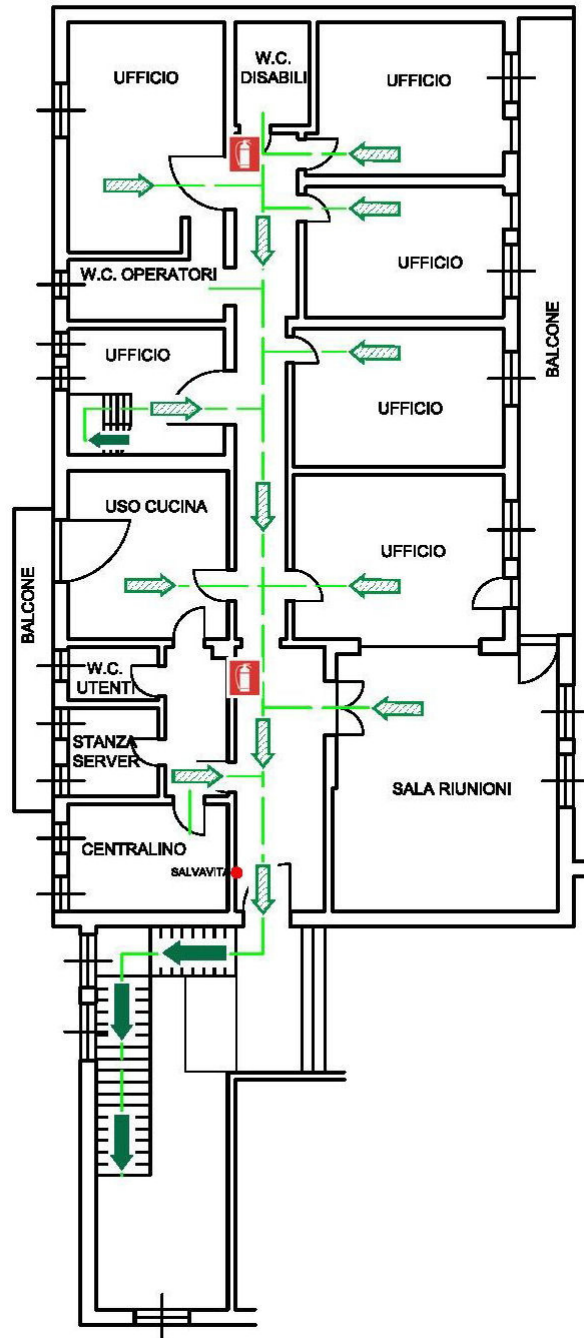 UFFICIO
W.C.
DISABILI
UFFICIO
W.C. OPERATORI
UFFICIO
BALCONE
UFFICIO
UFFICIO
USO CUCINA
UFFICIO
BALCONE
W.C.
UTENTI
STANZA
SERVER
SALA RIUNIONI
CENTRALINO
SALVAVITA